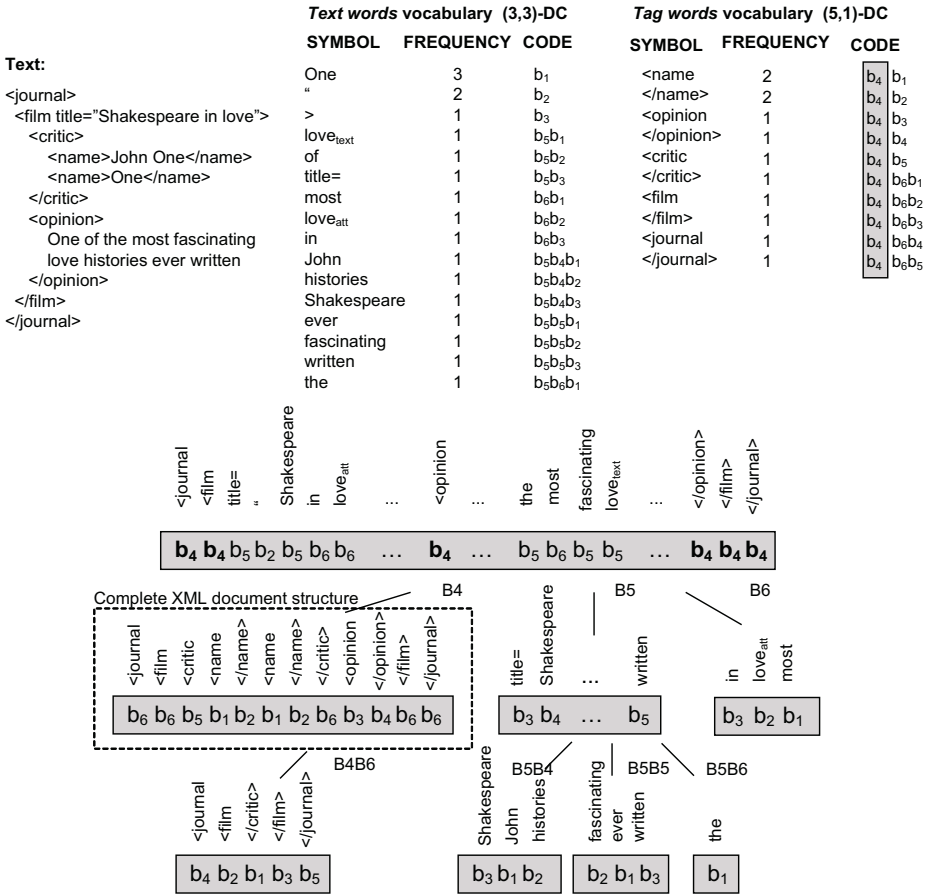 Text words vocabulary (3,3)-DC
SYMBOL FREQUENCY CODE
One 3 b1
“ 2 b2
> 1 b3
lovetext 1 b5b1
of 1 b5b2
title= 1 b5b3
most 1 b6b1
loveatt 1 b6b2
in 1 b6b3
John 1 b5b4b1
histories 1 b5b4b2
Shakespeare 1 b5b4b3
ever 1 b5b5b1
fascinating 1 b5b5b2
written 1 b5b5b3
the 1 b5b6b1
Tag words vocabulary (5,1)-DC
SYMBOL FREQUENCY CODE
<name 2 b4 b1
</name> 2 b4 b2
<opinion 1 b4 b3
</opinion> 1 b4 b4
<critic 1 b4 b5
</critic> 1 b4 b6b1
<film 1 b4 b6b2
</film> 1 b4 b6b3
<journal 1 b4 b6b4
</journal> 1 b4 b6b5
Text:
<journal>
<film title=”Shakespeare in love”>
<critic>
<name>John One</name>
<name>One</name>
</critic>
<opinion>
One of the most fascinating
love histories ever written
</opinion>
</film>
</journal>
<journal <film title= “ Shakespeare in loveatt ... <opinion ... the most fascinating lovetext ... </opinion> </film> </journal>
b4 b4 b5 b2 b5 b6 b6 ... b4 ... b5 b6 b5 b5 ... b4 b4 b4
B4 B5 B6
Complete XML document structure
<journal <film <critic <name </name> <name </name> </critic> <opinion </opinion> </film> </journal>
b6 b6 b5 b1 b2 b1 b2 b6 b3 b4 b6 b6
title= Shakespeare ... written
b3 b4 ... b5
in loveatt most
b3 b2 b1
B4B6 B5B4 B5B5 B5B6
<journal <film </critic> </film> </journal>
b4 b2 b1 b3 b5
Shakespeare John histories
b3 b1 b2
fascinating ever written
b2 b1 b3
the
b1